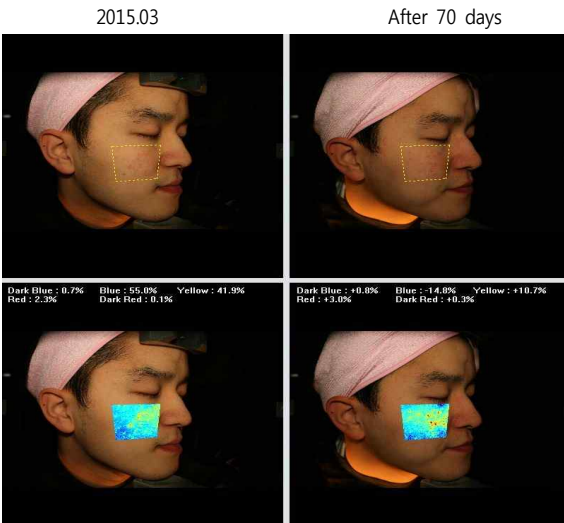 2015.03
After 70 days
Dark Blue : 0.7% Blue : 55.0% Yellow : 41.9%
Red : 2.3% Dark Red : 0.1%
Dark Blue : +0.8% Blue : -14.8% Yellow : +10.7%
Red : +3.0% Dark Red : +0.3%